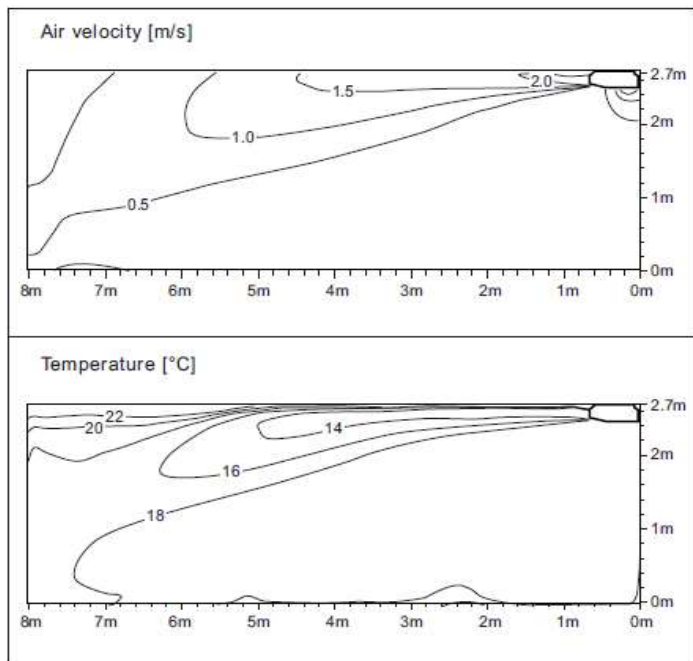 Air velocity [m/s]
2.7m
2.0
1.5
2m
1.0
1m
0.5
0m
8m 7m 6m 5m 4m 3m 2m 1m 0m
Temperature [°C]
2.7m
22
20
14
2m
16
18
1m
0m
8m 7m 6m 5m 4m 3m 2m 1m 0m